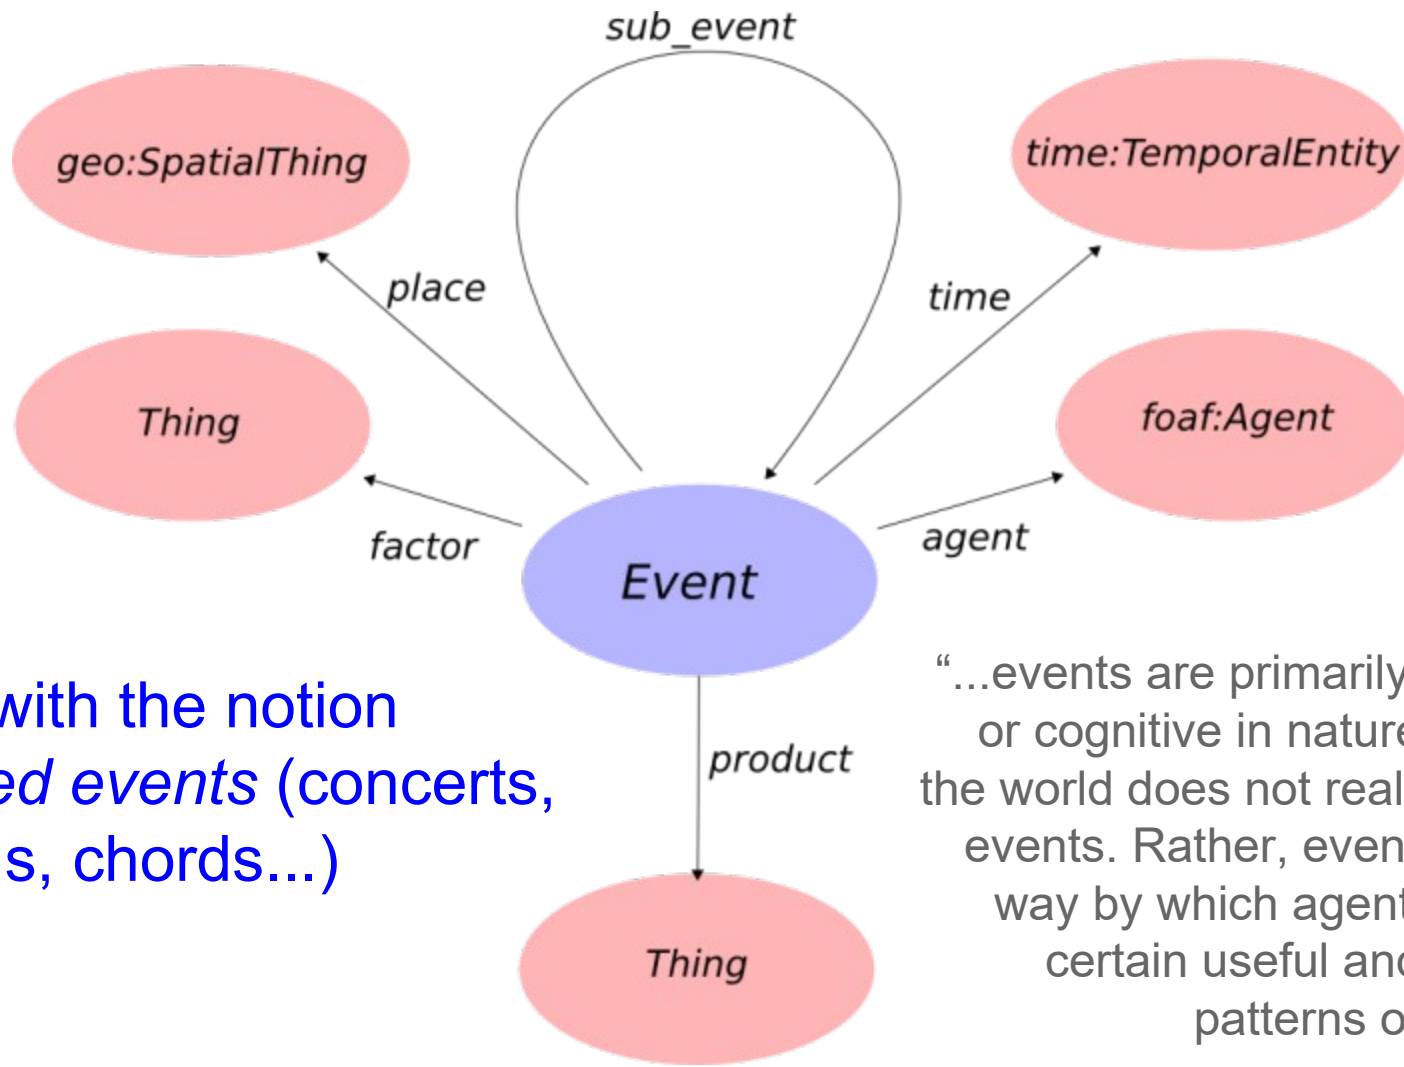 sub_event
geo:SpatialThing
time:TemporalEntity
place
time
Thing
foaf:Agent
factor
agent
Event
product
Thing
with the notion
ed events (concerts,
s, chords...)
“...events are primarily
or cognitive in nature
the world does not real
events. Rather, even
way by which agent
certain useful and
patterns o